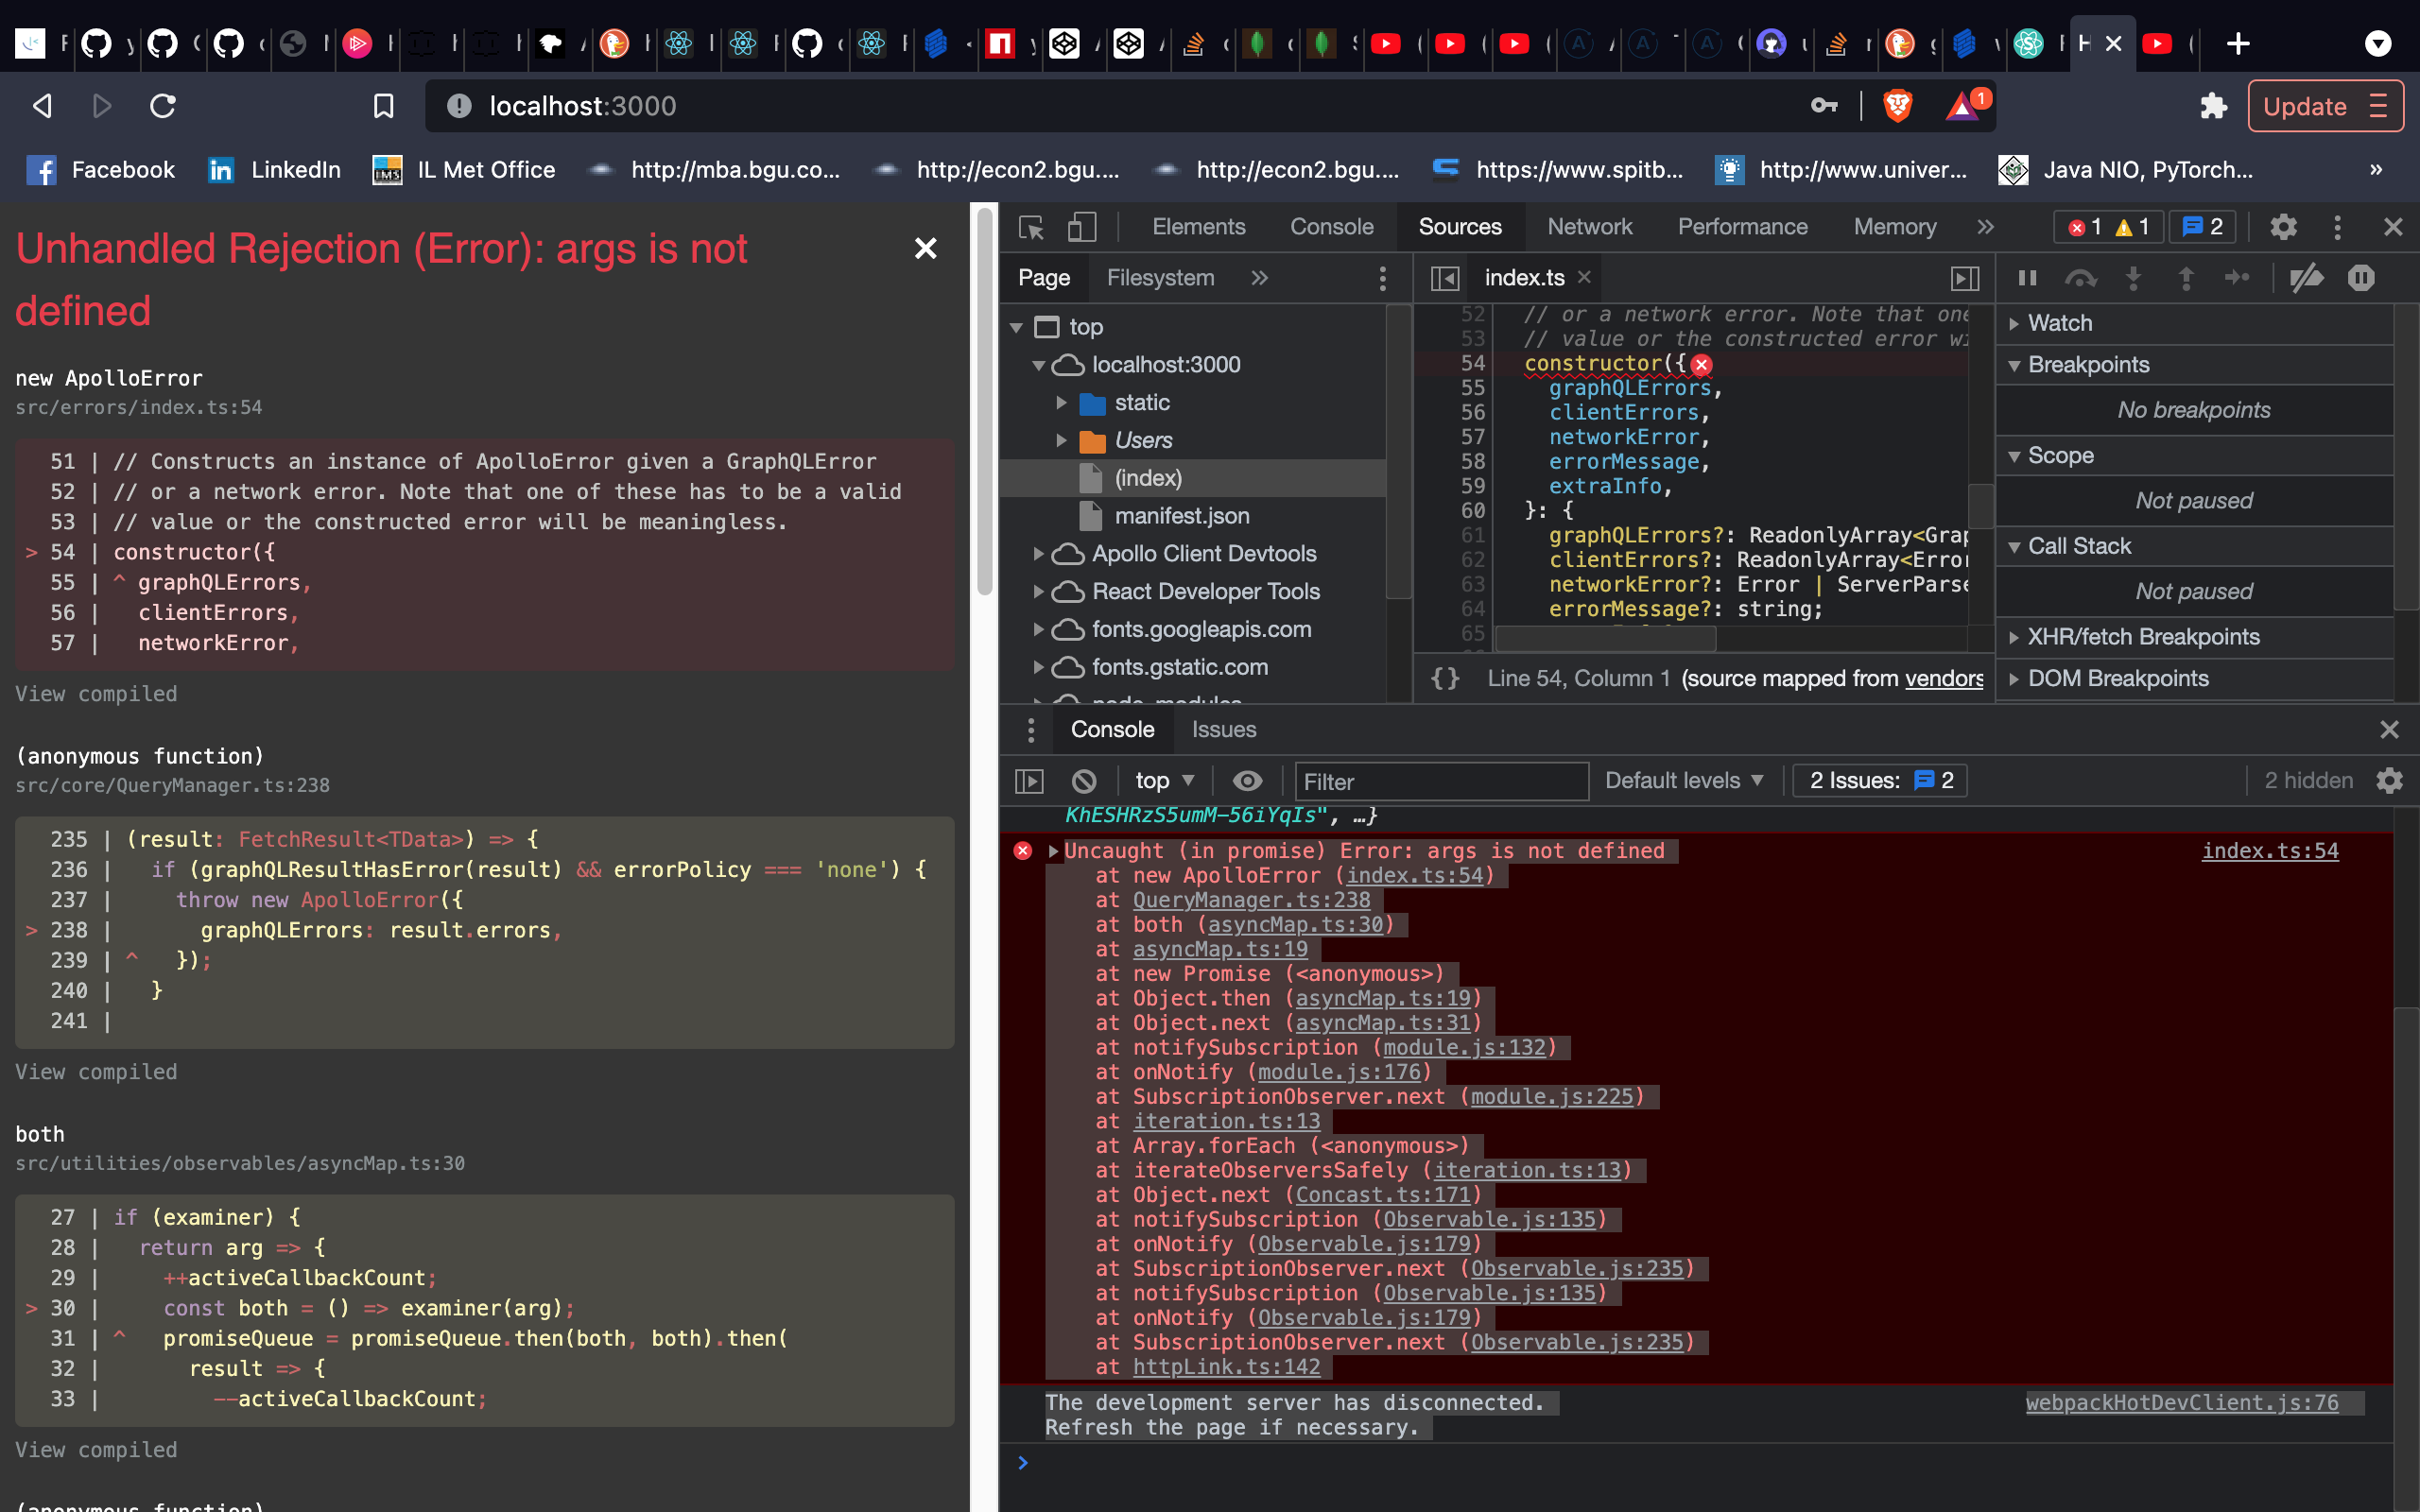 localhost:3000
1
Update
Facebook
LinkedIn
IL Met Office
http://mba.bgu.co...
http://econ2.bgu....
http://econ2.bgu....
https://www.spitb...
http://www.univer...
Java NIO, PyTorch...
»
Unhandled Rejection (Error): args is not
defined
new ApolloError
src/errors/index.ts:54
51 | // Constructs an instance of ApolloError given a GraphQLError
52 | // or a network error. Note that one of these has to be a valid
53 | // value or the constructed error will be meaningless.
> 54 | constructor({
55 | ^ graphQLErrors,
56 |   clientErrors,
57 |   networkError,
View compiled
(anonymous function)
src/core/QueryManager.ts:238
235 | (result: FetchResult<TData>) => {
236 |   if (graphQLResultHasError(result) && errorPolicy === 'none') {
237 |     throw new ApolloError({
> 238 |       graphQLErrors: result.errors,
239 | ^   });
240 |   }
241 |
View compiled
both
src/utilities/observables/asyncMap.ts:30
27 | if (examiner) {
28 |   return arg => {
29 |     ++activeCallbackCount;
> 30 |     const both = () => examiner(arg);
31 | ^   promiseQueue = promiseQueue.then(both, both).then(
32 |       result => {
33 |         --activeCallbackCount;
View compiled
(anonymous function)
Elements Console Sources Network Performance Memory » 1 1 2
Page Filesystem »
top
localhost:3000
static
Users
(index)
manifest.json
Apollo Client Devtools
React Developer Tools
fonts.googleapis.com
fonts.gstatic.com
node_modules
index.ts
52 // or a network error. Note that one
53 // value or the constructed error wi
54 constructor({
55   graphQLErrors,
56   clientErrors,
57   networkError,
58   errorMessage,
59   extraInfo,
60 }: {
61   graphQLErrors?: ReadonlyArray<Grap
62   clientErrors?: ReadonlyArray<Error
63   networkError?: Error | ServerParse
64   errorMessage?: string;
65
{} Line 54, Column 1 (source mapped from vendors
Watch
Breakpoints
No breakpoints
Scope
Not paused
Call Stack
Not paused
XHR/fetch Breakpoints
DOM Breakpoints
Console Issues
top Filter Default levels 2 Issues: 2 2 hidden
KhESHRzS5umM-56iYqIs", …}
Uncaught (in promise) Error: args is not defined index.ts:54
at new ApolloError (index.ts:54)
at QueryManager.ts:238
at both (asyncMap.ts:30)
at asyncMap.ts:19
at new Promise (<anonymous>)
at Object.then (asyncMap.ts:19)
at Object.next (asyncMap.ts:31)
at notifySubscription (module.js:132)
at onNotify (module.js:176)
at SubscriptionObserver.next (module.js:225)
at iteration.ts:13
at Array.forEach (<anonymous>)
at iterateObserversSafely (iteration.ts:13)
at Object.next (Concast.ts:171)
at notifySubscription (Observable.js:135)
at onNotify (Observable.js:179)
at SubscriptionObserver.next (Observable.js:235)
at notifySubscription (Observable.js:135)
at onNotify (Observable.js:179)
at SubscriptionObserver.next (Observable.js:235)
at httpLink.ts:142
The development server has disconnected. webpackHotDevClient.js:76
Refresh the page if necessary.